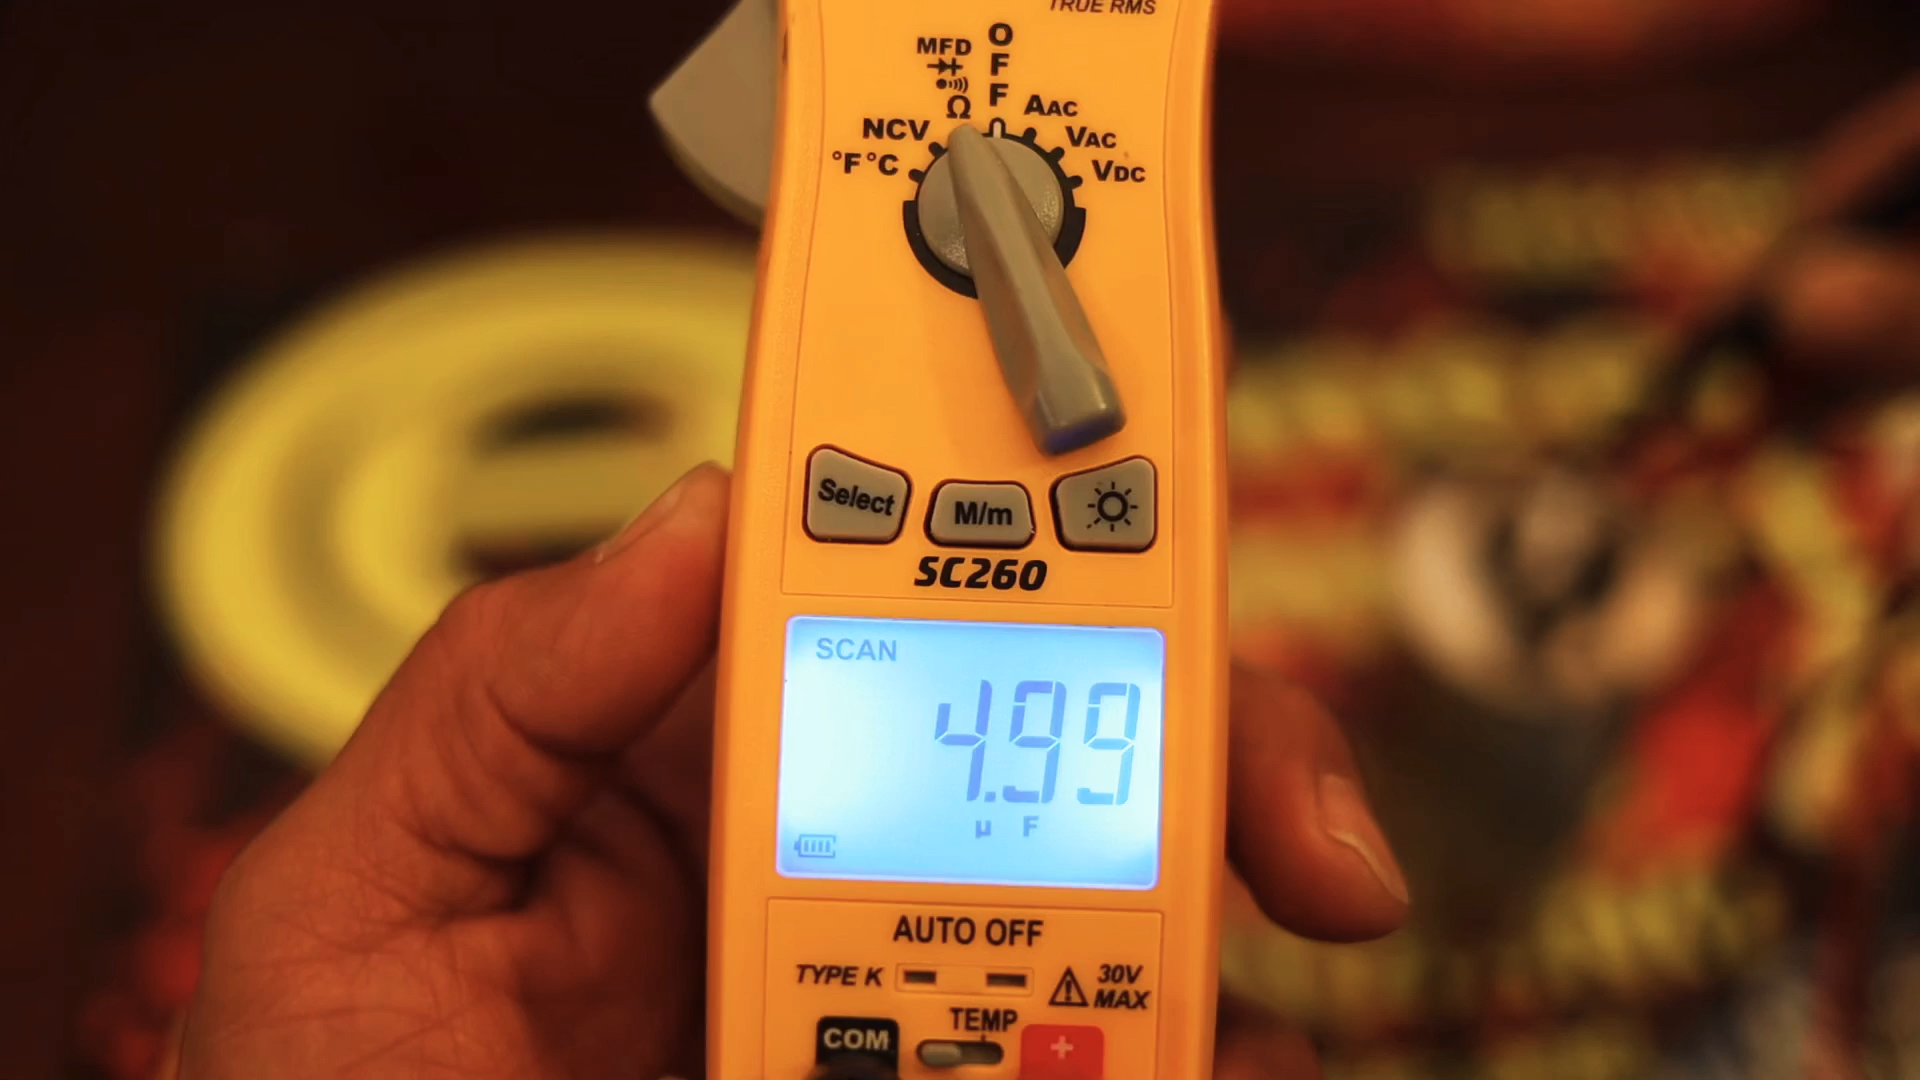 TRUE RMS
OFF
MFD
Ω
NCV
°F°C
AAC
VAC
VDC
Select
M/m
SC260
SCAN
4.99
µ F
AUTO OFF
TYPE K
30V
MAX
TEMP
COM
+